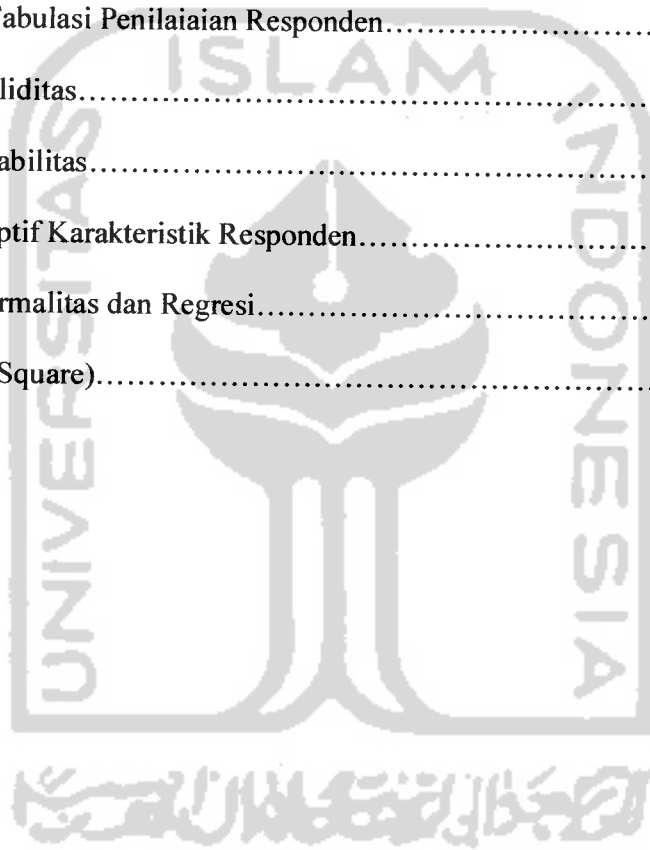 Tabulasi Penilaiaian Responden..............................
liditas..............................................................
abilitas............................................................
ptif Karakteristik Responden.................................
rmalitas dan Regresi...........................................
Square)............................................................
ISLAM
UNIVERSITAS
INDONESIA